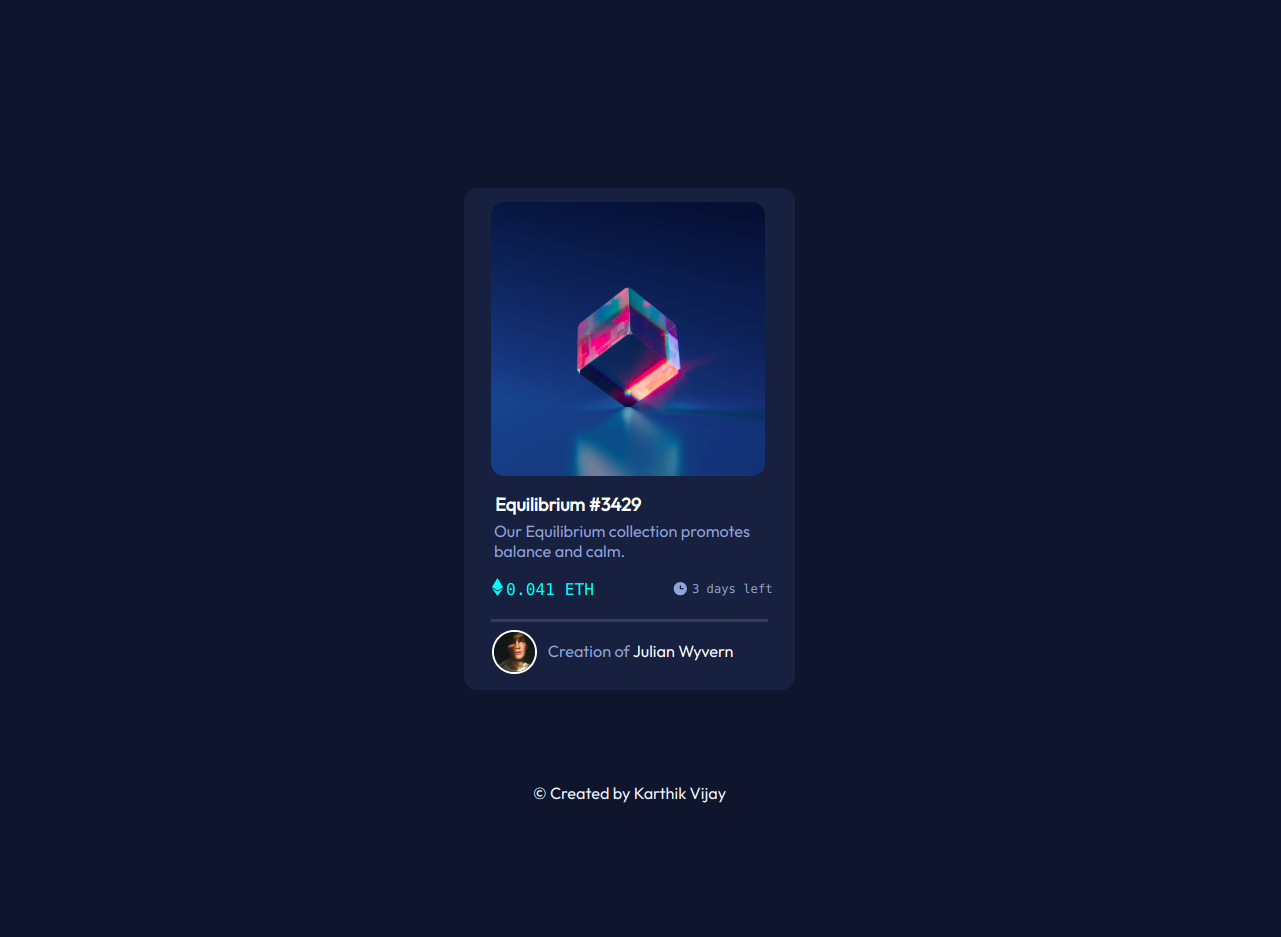 Equilibrium #3429
Our Equilibrium collection promotes
balance and calm.
0.041 ETH
3 days left
Creation of Julian Wyvern
© Created by Karthik Vijay